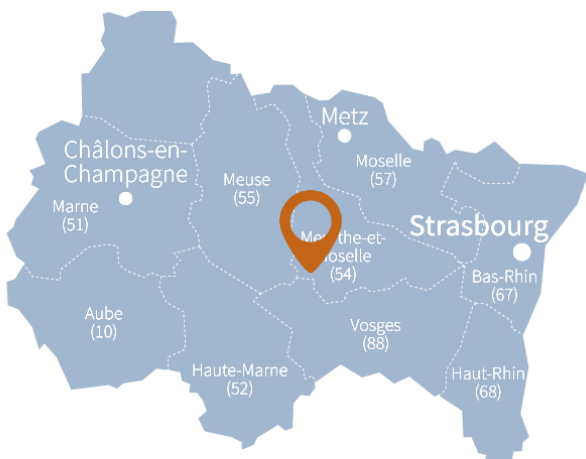 Metz
Châlons-en-
Champagne
Moselle
(57)
Meuse
(55)
Marne
(51)
Strasbourg
(54)
Bas-Rhin
(67)
Aube
(10)
Vosges
(88)
Haute-Marne
(52)
Haut-Rhin
(68)